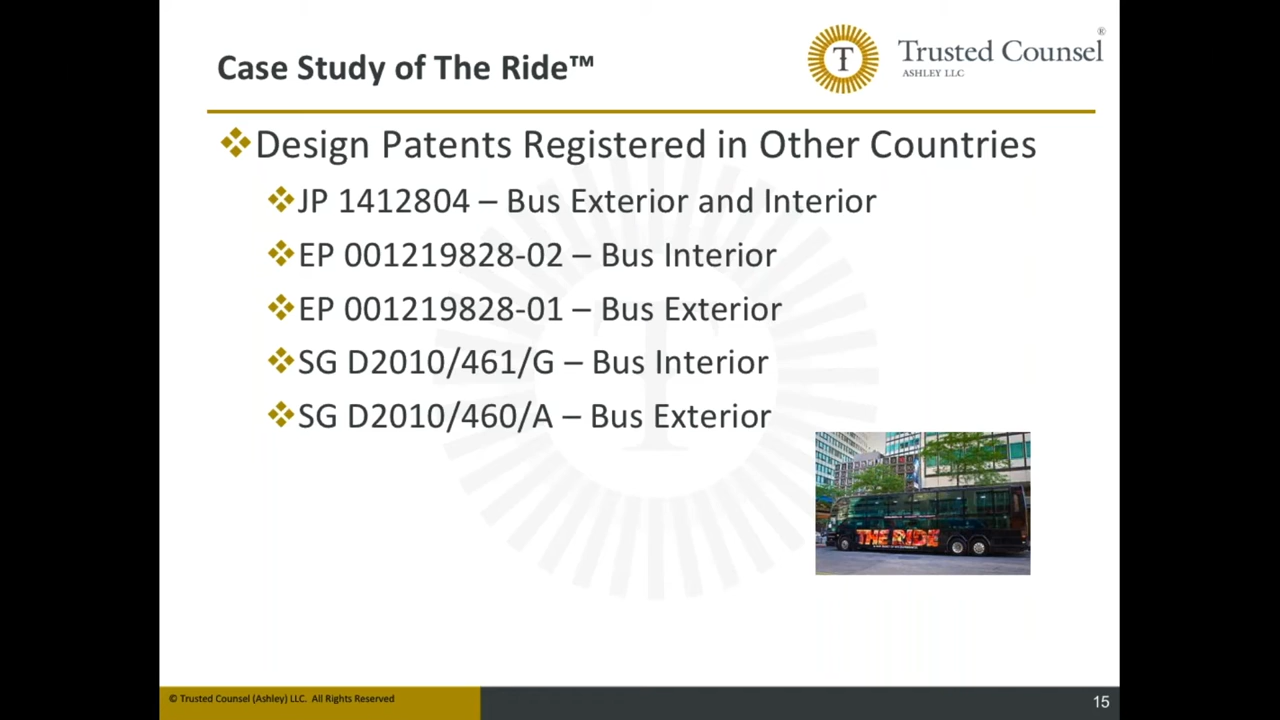 Case Study of The Ride™
T
Trusted Counsel®
ASHLEY LLC
❖Design Patents Registered in Other Countries
❖JP 1412804 – Bus Exterior and Interior
❖EP 001219828-02 – Bus Interior
❖EP 001219828-01 – Bus Exterior
❖SG D2010/461/G – Bus Interior
❖SG D2010/460/A – Bus Exterior
THE RIDE
© Trusted Counsel (Ashley) LLC. All Rights Reserved
15